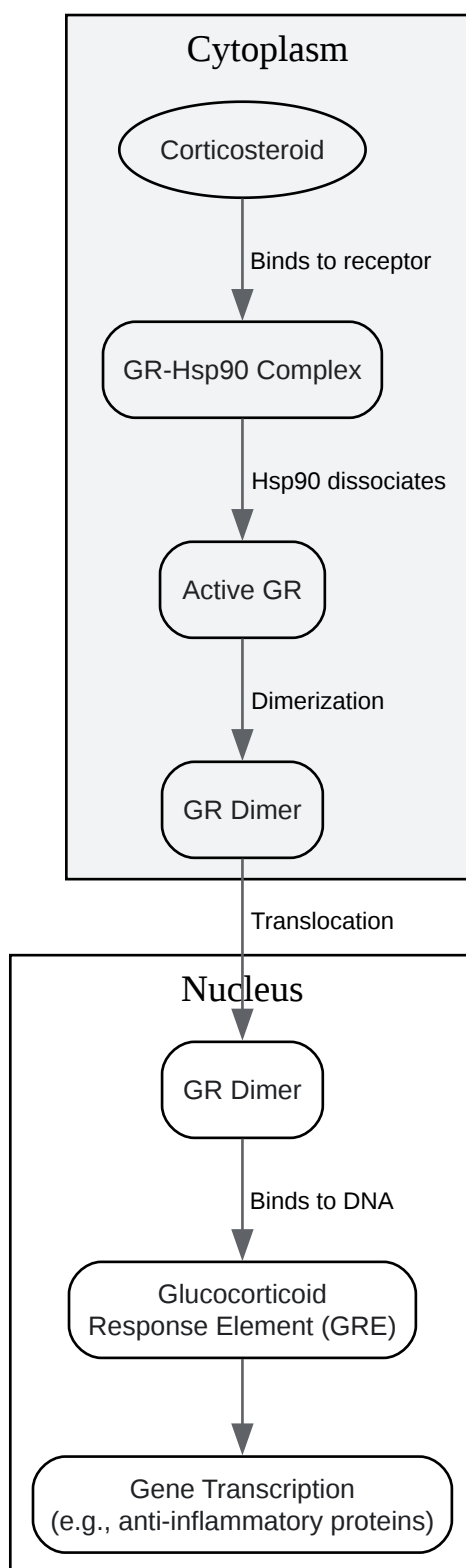 Cytoplasm
Corticosteroid
Binds to receptor
GR-Hsp90 Complex
Hsp90 dissociates
Active GR
Dimerization
GR Dimer
Translocation
Nucleus
GR Dimer
Binds to DNA
Glucocorticoid
Response Element (GRE)
Gene Transcription
(e.g., anti-inflammatory proteins)